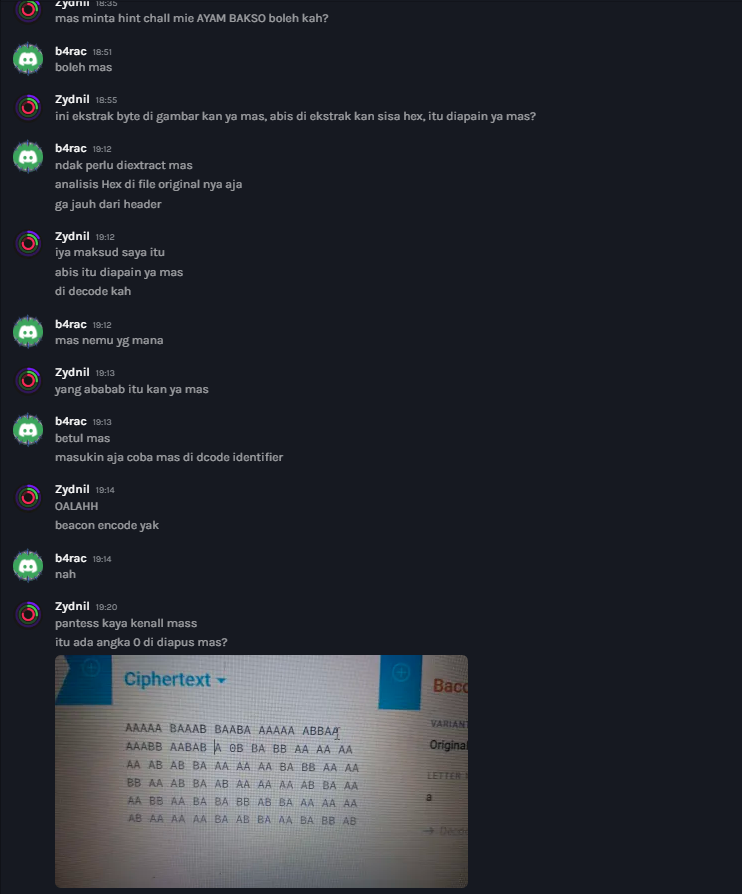 Zydnil 18:35
mas minta hint chall mie AYAM BAKSO boleh kah?
b4rac 18:51
boleh mas
Zydnil 18:55
ini ekstrak byte di gambar kan ya mas, abis di ekstrak kan sisa hex, itu diapain ya mas?
b4rac 19:12
ndak perlu diextract mas
analisis Hex di file original nya aja
ga jauh dari header
Zydnil 19:12
iya maksud saya itu
abis itu diapain ya mas
di decode kah
b4rac 19:12
mas nemu yg mana
Zydnil 19:13
yang ababab itu kan ya mas
b4rac 19:13
betul mas
masukin aja coba mas di dcode identifier
Zydnil 19:14
OALAHH
beacon encode yak
b4rac 19:14
nah
Zydnil 19:20
pantess kaya kenall mass
itu ada angka 0 di diapus mas?
Ciphertext
AAAAA BAAAB BAABA AAAAA ABBAA
AAABB AABAB A 0B BA BB AA AA AA
AA AB AB BA AA AA AA BA BB AA AA
BB AA AB BA AB AA AA AA AB BA AA
AA BB AA BA BA BB AB BA AA AA AA
AB AA AA AA BA AB BA AA BA BB AB
Bacc
VARIANT
Original
LETTER
a